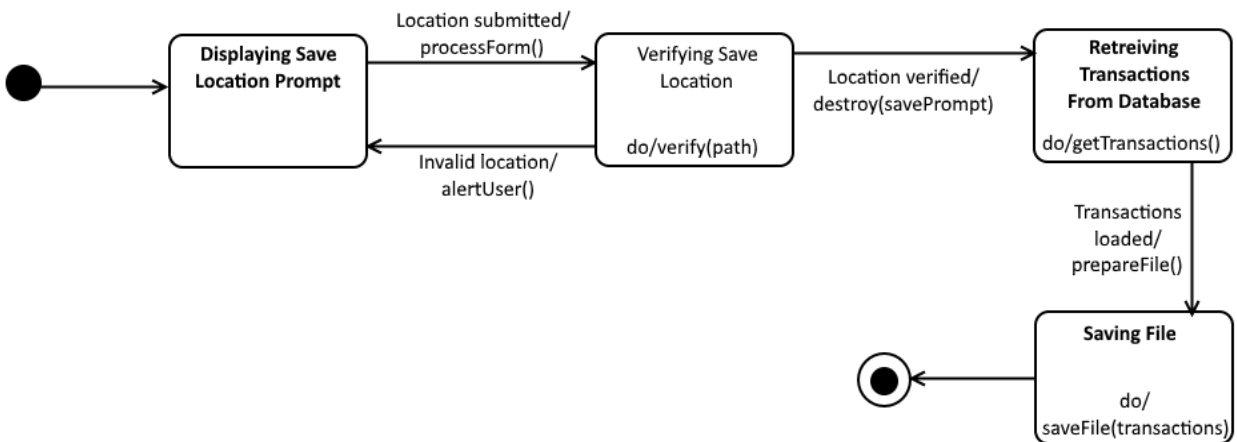 Displaying Save
Location Prompt
Location submitted/
processForm()
Invalid location/
alertUser()
Verifying Save
Location
do/verify(path)
Location verified/
destroy(savePrompt)
Retreiving
Transactions
From Database
do/getTransactions()
Transactions
loaded/
prepareFile()
Saving File
do/
saveFile(transactions)